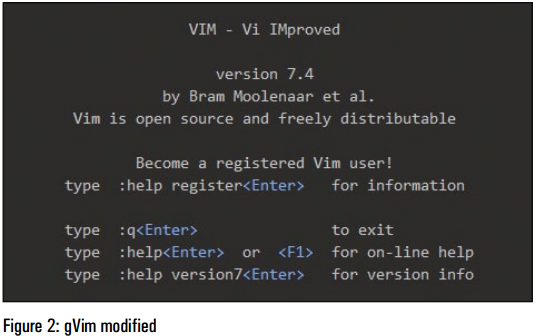 VIM - Vi IMproved
version 7.4
by Bram Moolenaar et al.
Vim is open source and freely distributable
Become a registered Vim user!
type :help register<Enter> for information
type :q<Enter> to exit
type :help<Enter> or <F1> for on-line help
type :help version7<Enter> for version info
Figure 2: gVim modified